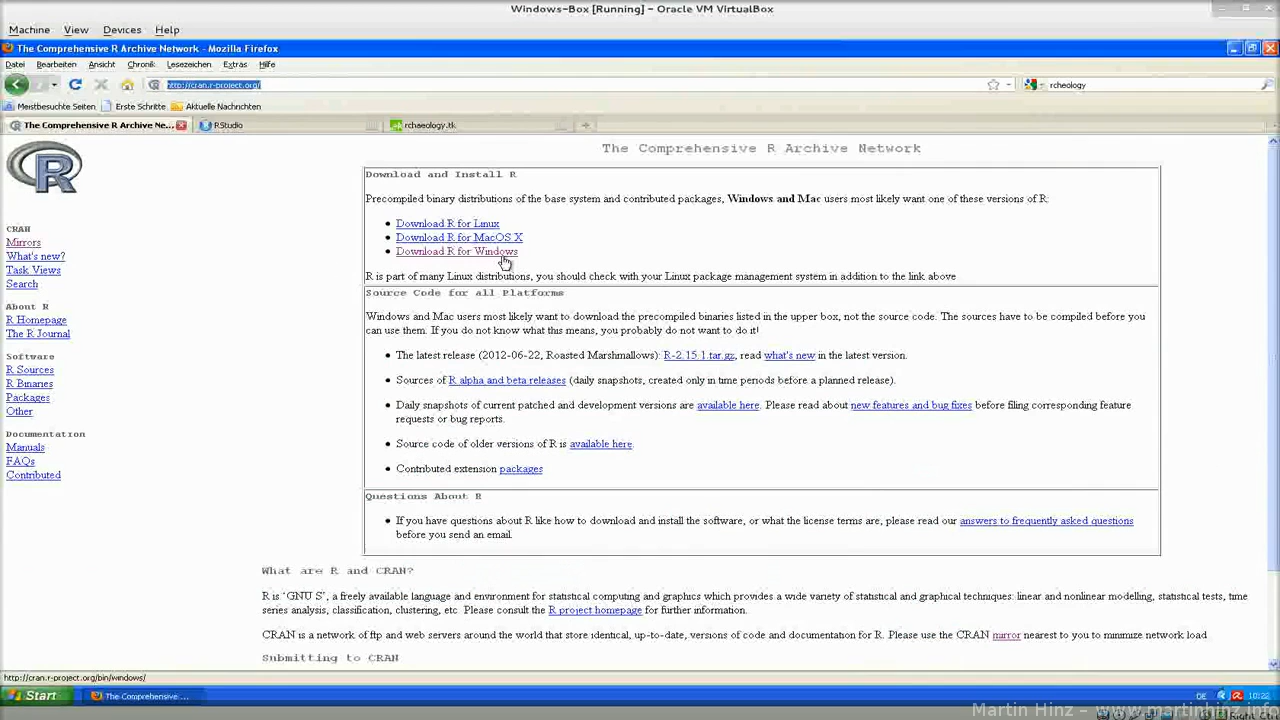 Windows-Box [Running] - Oracle VM VirtualBox
Machine View Devices Help
The Comprehensive R Archive Network - Mozilla Firefox
Datei Bearbeiten Ansicht Chronik Lesezeichen Extras Hilfe
http://cran.r-project.org/
rcheology
Meistbesuchte Seiten Erste Schritte Aktuelle Nachrichten
The Comprehensive R Archive Ne... RStudio rchaeology.tk
The Comprehensive R Archive Network
R
CRAN
Mirrors
What's new?
Task Views
Search
About R
R Homepage
The R Journal
Software
R Sources
R Binaries
Packages
Other
Documentation
Manuals
FAQs
Contributed
Download and Install R
Precompiled binary distributions of the base system and contributed packages, Windows and Mac users most likely want one of these versions of R:
Download R for Linux
Download R for MacOS X
Download R for Windows
R is part of many Linux distributions, you should check with your Linux package management system in addition to the link above
Source Code for all Platforms
Windows and Mac users most likely want to download the precompiled binaries listed in the upper box, not the source code. The sources have to be compiled before you
can use them. If you do not know what this means, you probably do not want to do it!
The latest release (2012-06-22, Roasted Marshmallows): R-2.15.1.tar.gz, read what's new in the latest version.
Sources of R alpha and beta releases (daily snapshots, created only in time periods before a planned release).
Daily snapshots of current patched and development versions are available here. Please read about new features and bug fixes before filing corresponding feature
requests or bug reports.
Source code of older versions of R is available here.
Contributed extension packages
Questions About R
If you have questions about R like how to download and install the software, or what the license terms are, please read our answers to frequently asked questions
before you send an email.
What are R and CRAN?
R is 'GNU S', a freely available language and environment for statistical computing and graphics which provides a wide variety of statistical and graphical techniques: linear and nonlinear modelling, statistical tests, time
series analysis, classification, clustering, etc. Please consult the R project homepage for further information.
CRAN is a network of ftp and web servers around the world that store identical, up-to-date, versions of code and documentation for R. Please use the CRAN mirror nearest to you to minimize network load
Submitting to CRAN
http://cran.r-project.org/bin/windows/
Start The Comprehensive ... DE 10:22
Martin Hinz - www.martinhinz.info